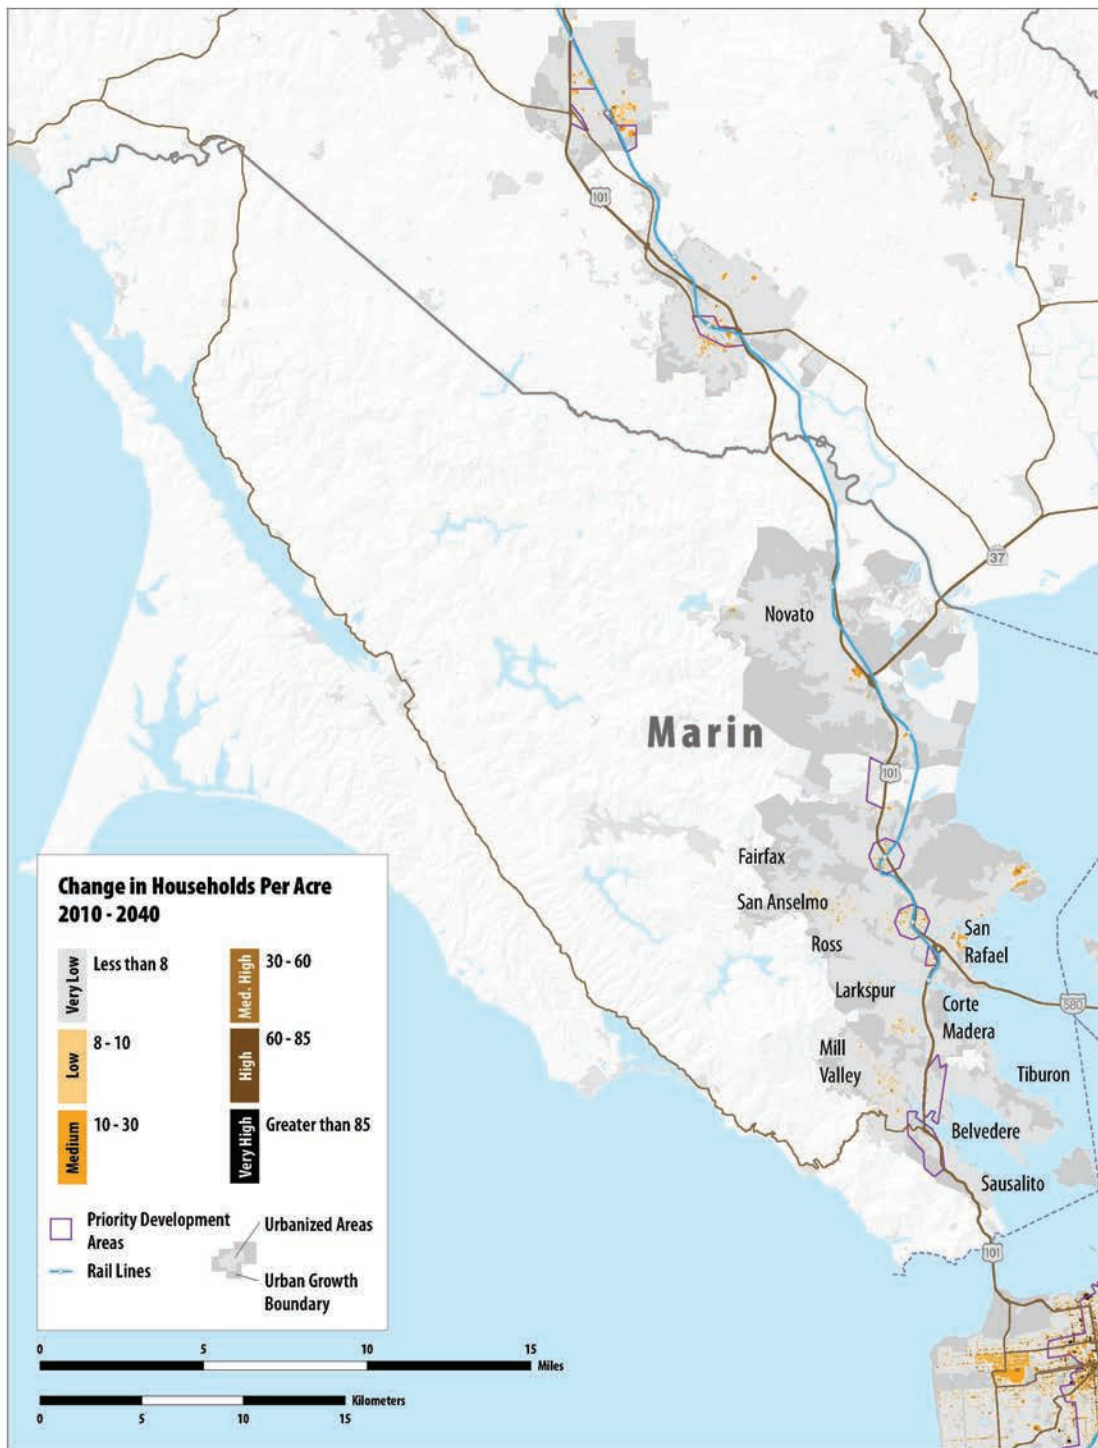 101
37
Novato
Marin
101
Fairfax
San Anselmo
San
Rafael
Ross
Larkspur
Corte
Madera
580
Mill
Valley
Tiburon
Belvedere
Sausalito
101
Change in Households Per Acre
2010 - 2040
Very Low
Less than 8
Low
8 - 10
Medium
10 - 30
Med. High
30 - 60
High
60 - 85
Very High
Greater than 85
Priority Development
Areas
Rail Lines
Urbanized Areas
Urban Growth
Boundary
0 5 10 15
Miles
Kilometers
0 5 10 15